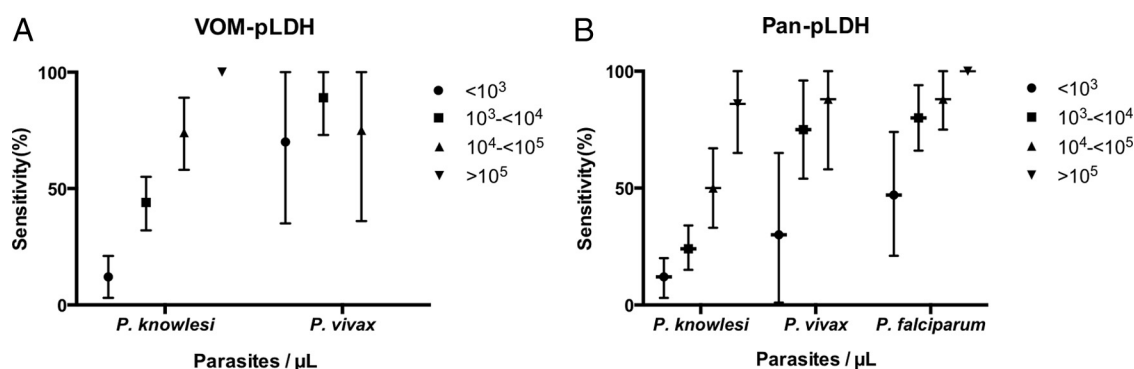 A
VOM-pLDH
Sensitivity(%)
100
50
0
P. knowlesi
P. vivax
Parasites / µL
<10³
10³-<10⁴
10⁴-<10⁵
>10⁵
B
Pan-pLDH
Sensitivity(%)
100
50
0
P. knowlesi
P. vivax
P. falciparum
Parasites / µL
<10³
10³-<10⁴
10⁴-<10⁵
>10⁵